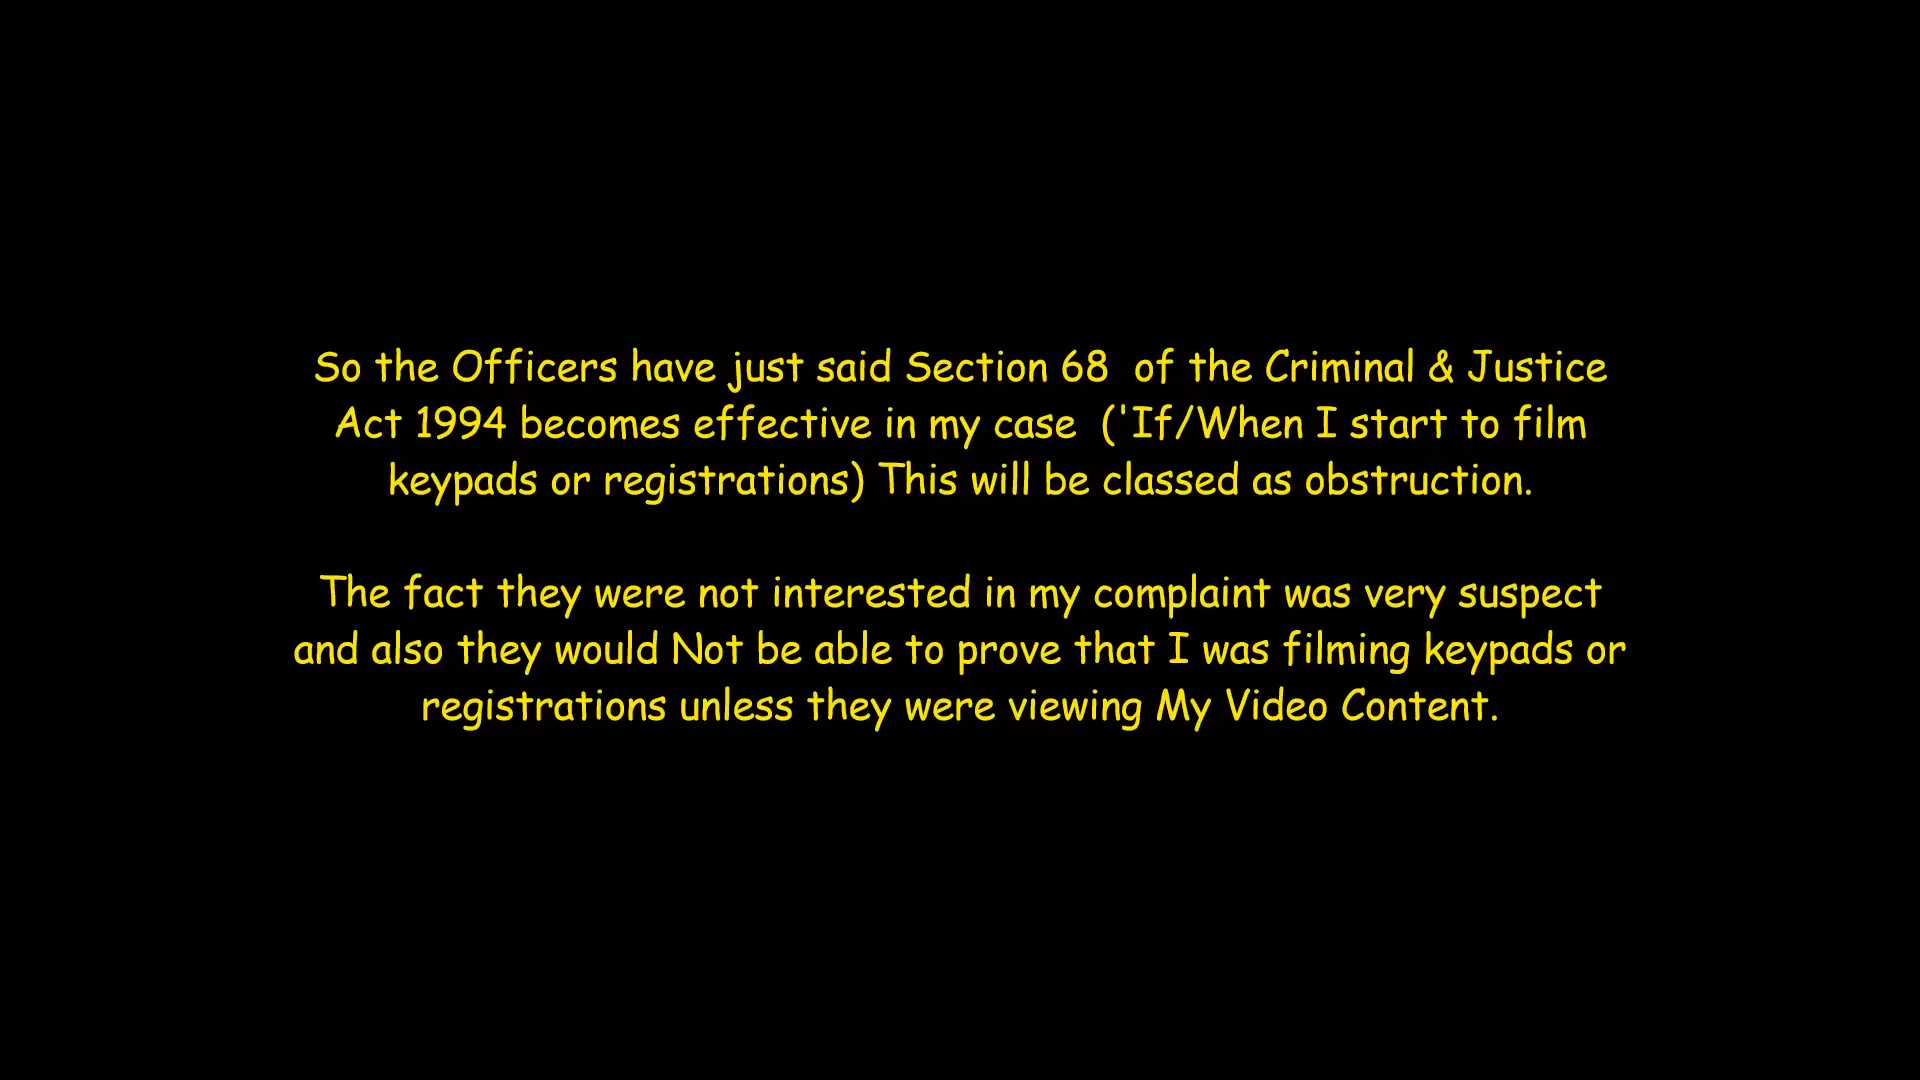 So the Officers have just said Section 68  of the Criminal & Justice
Act 1994 becomes effective in my case  ('If/When I start to film
keypads or registrations) This will be classed as obstruction.

The fact they were not interested in my complaint was very suspect
and also they would Not be able to prove that I was filming keypads or
registrations unless they were viewing My Video Content.